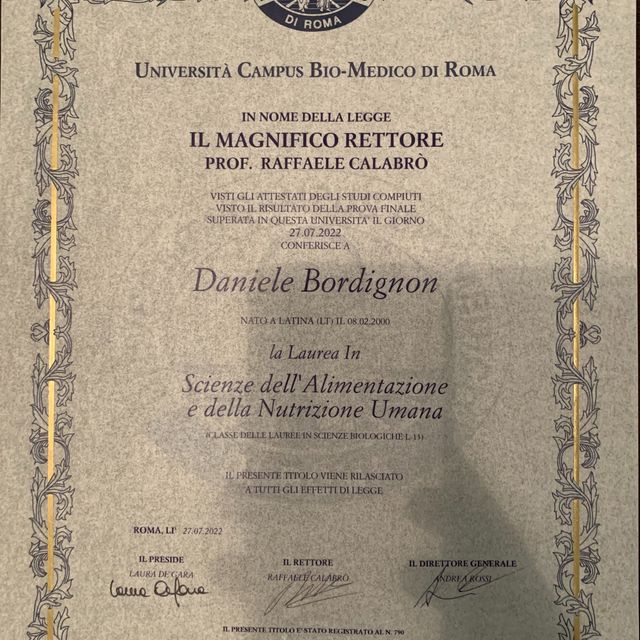 DI ROMA
UNIVERSITÀ CAMPUS BIO-MEDICO DI ROMA
IN NOME DELLA LEGGE
IL MAGNIFICO RETTORE
PROF. RAFFAELE CALABRÒ
VISTI GLI ATTESTATI DEGLI STUDI COMPIUTI
VISTO IL RISULTATO DELLA PROVA FINALE
SUPERATA IN QUESTA UNIVERSITA' IL GIORNO
27.07.2022
CONFERISCE A
Daniele Bordignon
NATO A LATINA (LT) IL 08.02.2000
la Laurea In
Scienze dell'Alimentazione
e della Nutrizione Umana
(CLASSE DELLE LAUREE IN SCIENZE BIOLOGICHE L 13)
IL PRESENTE TITOLO VIENE RILASCIATO
A TUTTI GLI EFFETTI DI LEGGE
ROMA, LI' 27.07.2022
IL PRESIDE IL RETTORE IL DIRETTORE GENERALE
LAURA DE GARA RAFFAELE CALABRÒ ANDREA ROSSI
IL PRESENTE TITOLO E' STATO REGISTRATO AL N. 790